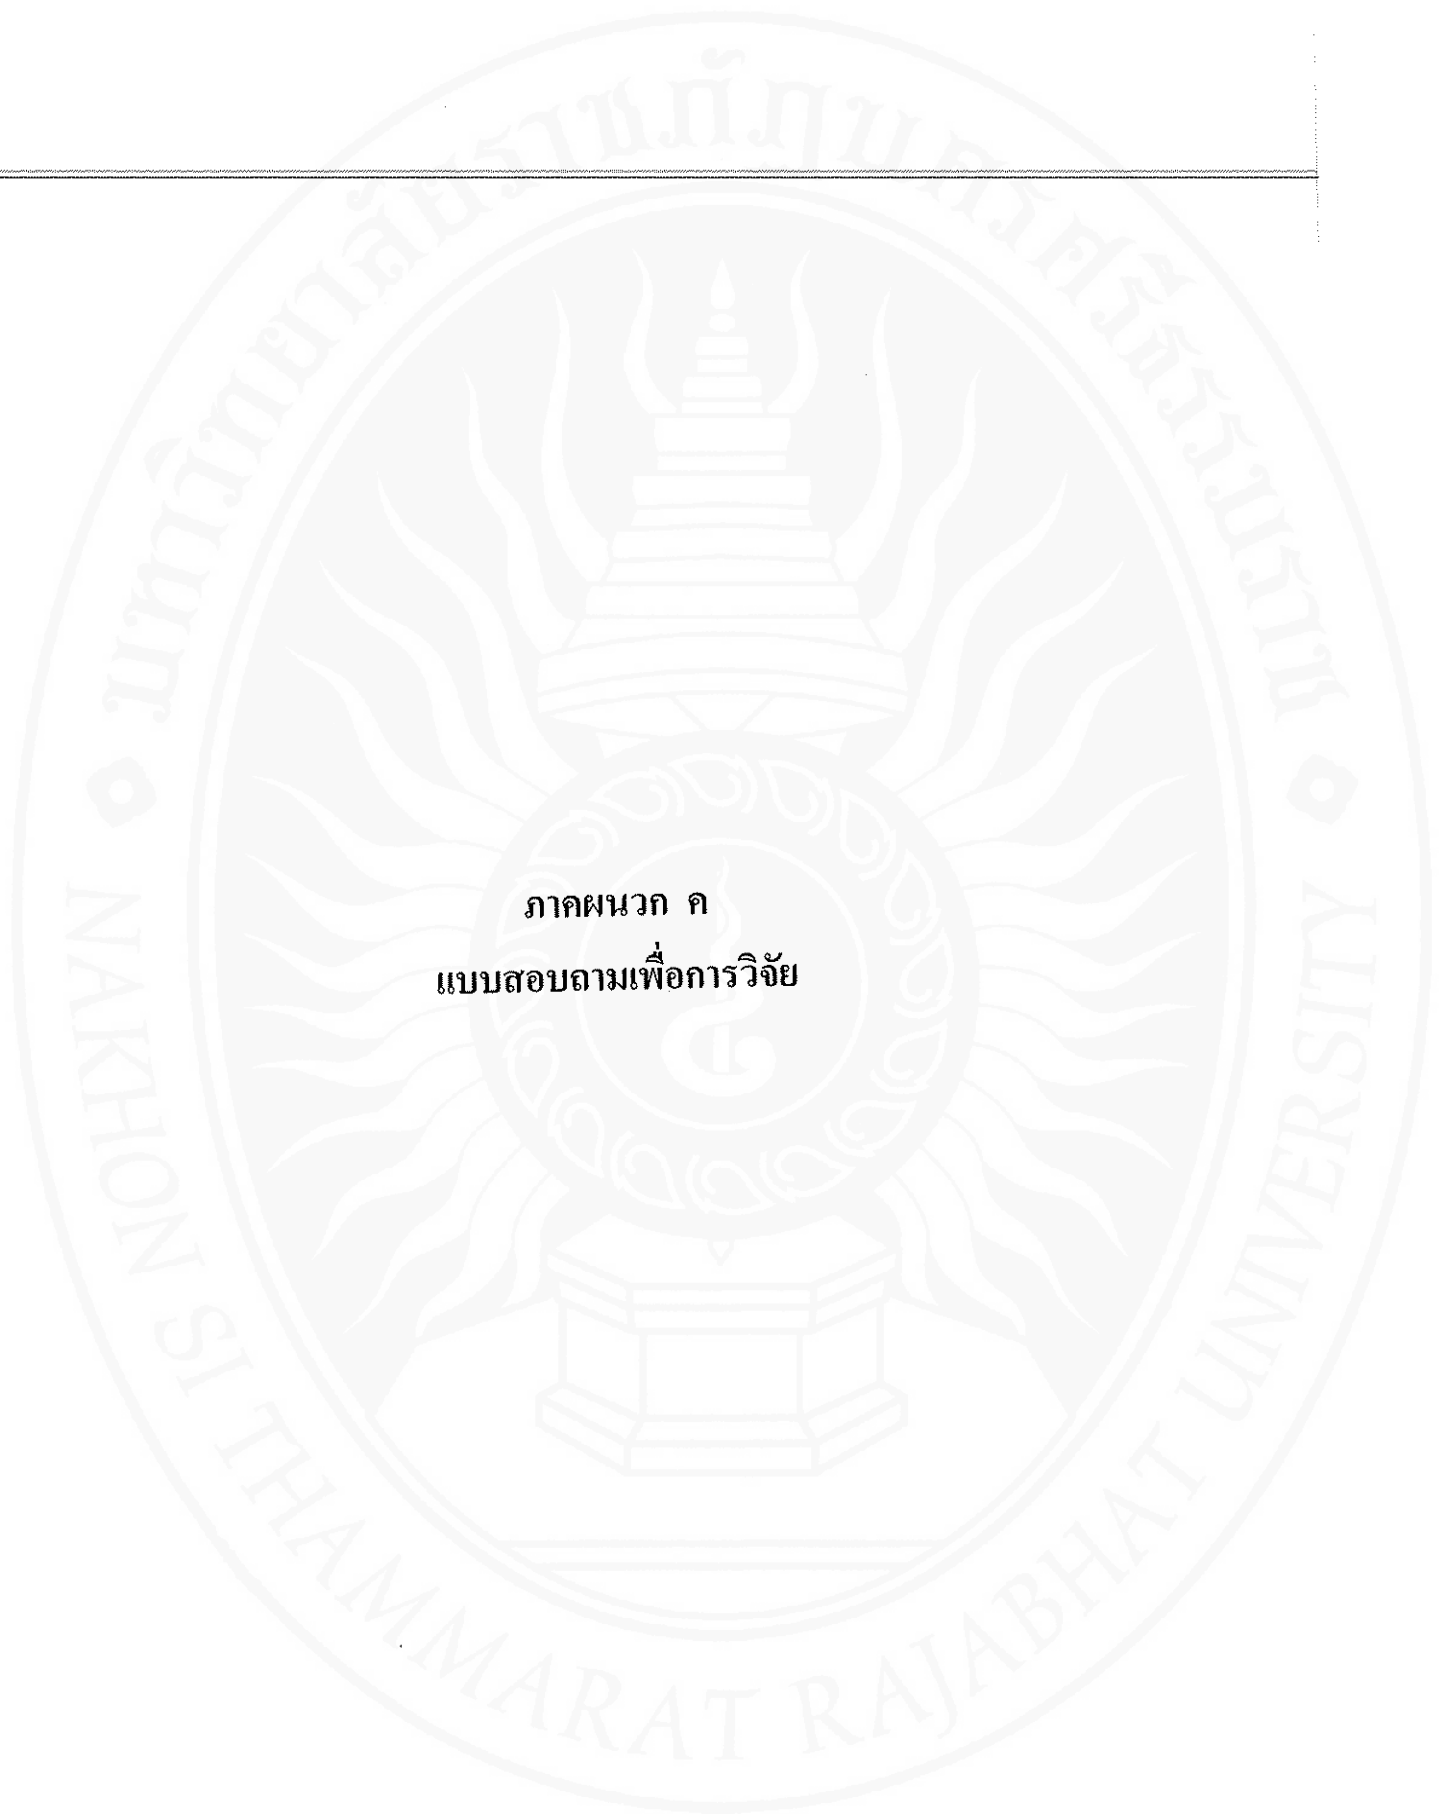 มหาวิทยาลัยราชภัฏนครศรีธรรมราช
ภาคผนวก ค
แบบสอบถามเพื่อการวิจัย
NAKHON SI THAMMARAT RAJABHAT UNIVERSITY